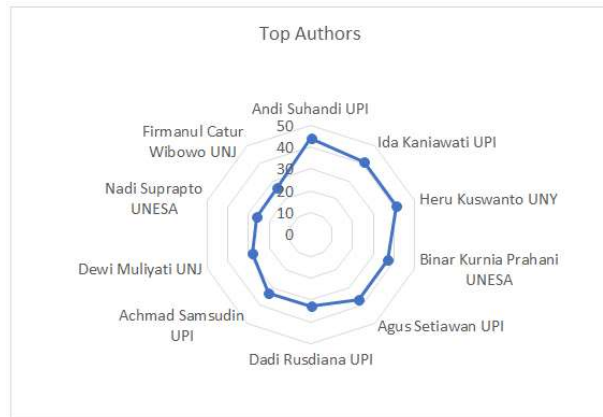 Top Authors
Andi Suhandi UPI
50
40
30
20
10
0
Ida Kaniawati UPI
Heru Kuswanto UNY
Binar Kurnia Prahani
UNESA
Agus Setiawan UPI
Dadi Rusdiana UPI
Achmad Samsudin
UPI
Dewi Muliyati UNJ
Nadi Suprapto
UNESA
Firmanul Catur
Wibowo UNJ